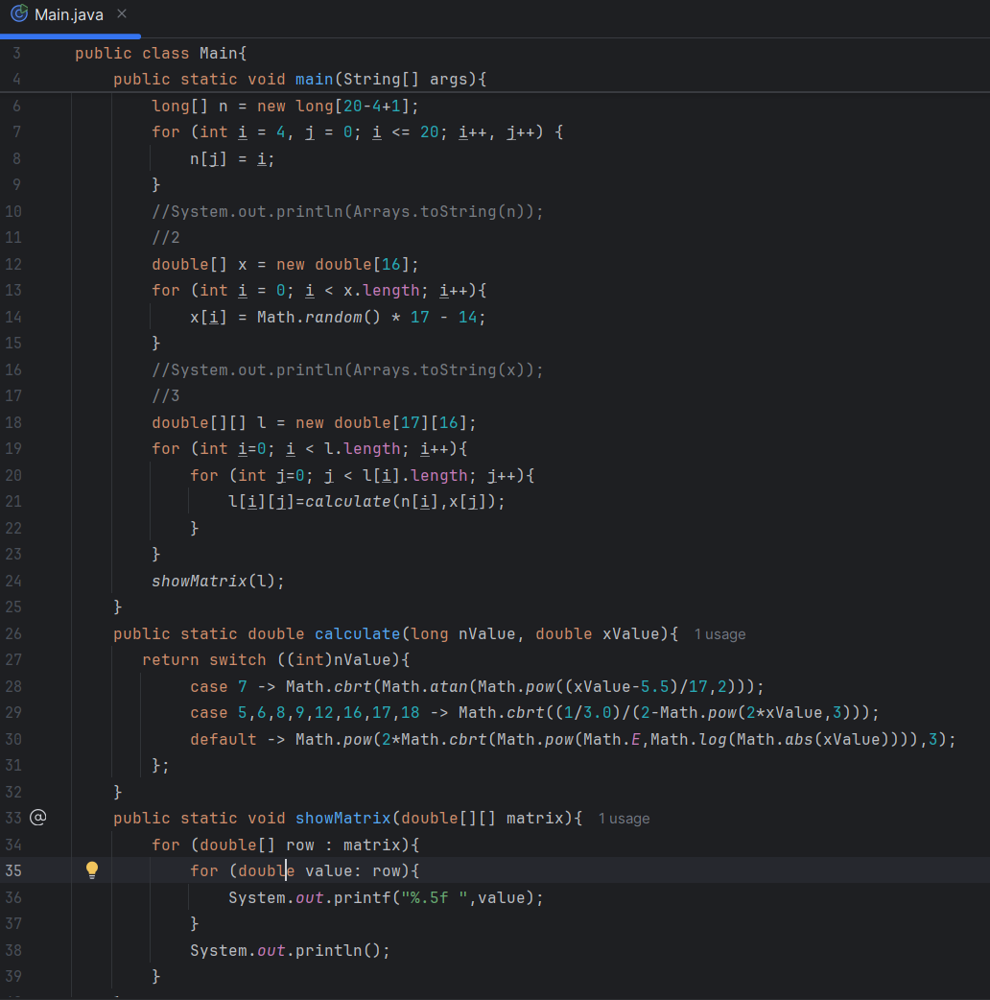 Main.java
3 public class Main{
4 public static void main(String[] args){
6 long[] n = new long[20-4+1];
7 for (int i = 4, j = 0; i <= 20; i++, j++) {
8 n[j] = i;
9 }
10 //System.out.println(Arrays.toString(n));
11 //2
12 double[] x = new double[16];
13 for (int i = 0; i < x.length; i++){
14 x[i] = Math.random() * 17 - 14;
15 }
16 //System.out.println(Arrays.toString(x));
17 //3
18 double[][] l = new double[17][16];
19 for (int i=0; i < l.length; i++){
20 for (int j=0; j < l[i].length; j++){
21 l[i][j]=calculate(n[i],x[j]);
22 }
23 }
24 showMatrix(l);
25 }
26 public static double calculate(long nValue, double xValue){ 1 usage
27 return switch ((int)nValue){
28 case 7 -> Math.cbrt(Math.atan(Math.pow((xValue-5.5)/17,2)));
29 case 5,6,8,9,12,16,17,18 -> Math.cbrt((1/3.0)/(2-Math.pow(2*xValue,3)));
30 default -> Math.pow(2*Math.cbrt(Math.pow(Math.E,Math.log(Math.abs(xValue)))),3);
31 };
32 }
33 @ public static void showMatrix(double[][] matrix){ 1 usage
34 for (double[] row : matrix){
35 for (double value: row){
36 System.out.printf("%.5f ",value);
37 }
38 System.out.println();
39 }